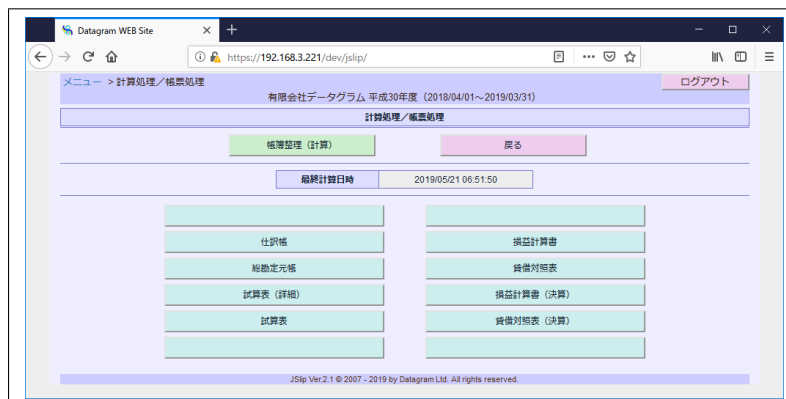 Datagram WEB Site
https://192.168.3.221/dev/jslip/
メニュー > 計算処理／帳票処理
ログアウト
有限会社データグラム 平成30年度（2018/04/01～2019/03/31）
計算処理／帳票処理
帳簿整理（計算） 戻る
最終計算日時 2019/05/21 06:51:50
仕訳帳 損益計算書
総勘定元帳 貸借対照表
試算表（詳細） 損益計算書（決算）
試算表 貸借対照表（決算）
JSlip Ver.2.1 © 2007 - 2019 by Datagram Ltd. All rights reserved.